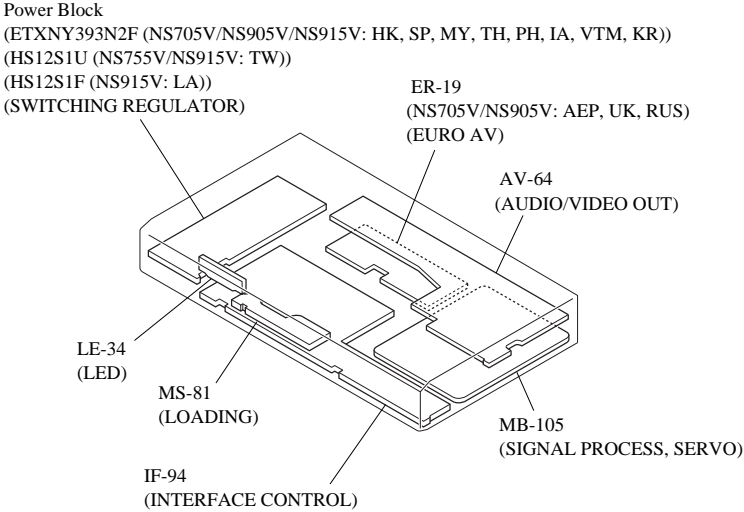 Power Block
(ETXNY393N2F (NS705V/NS905V/NS915V: HK, SP, MY, TH, PH, IA, VTM, KR))
(HS12S1U (NS755V/NS915V: TW))
(HS12S1F (NS915V: LA))
(SWITCHING REGULATOR)
ER-19
(NS705V/NS905V: AEP, UK, RUS)
(EURO AV)
AV-64
(AUDIO/VIDEO OUT)
LE-34
(LED)
MS-81
(LOADING)
MB-105
(SIGNAL PROCESS, SERVO)
IF-94
(INTERFACE CONTROL)